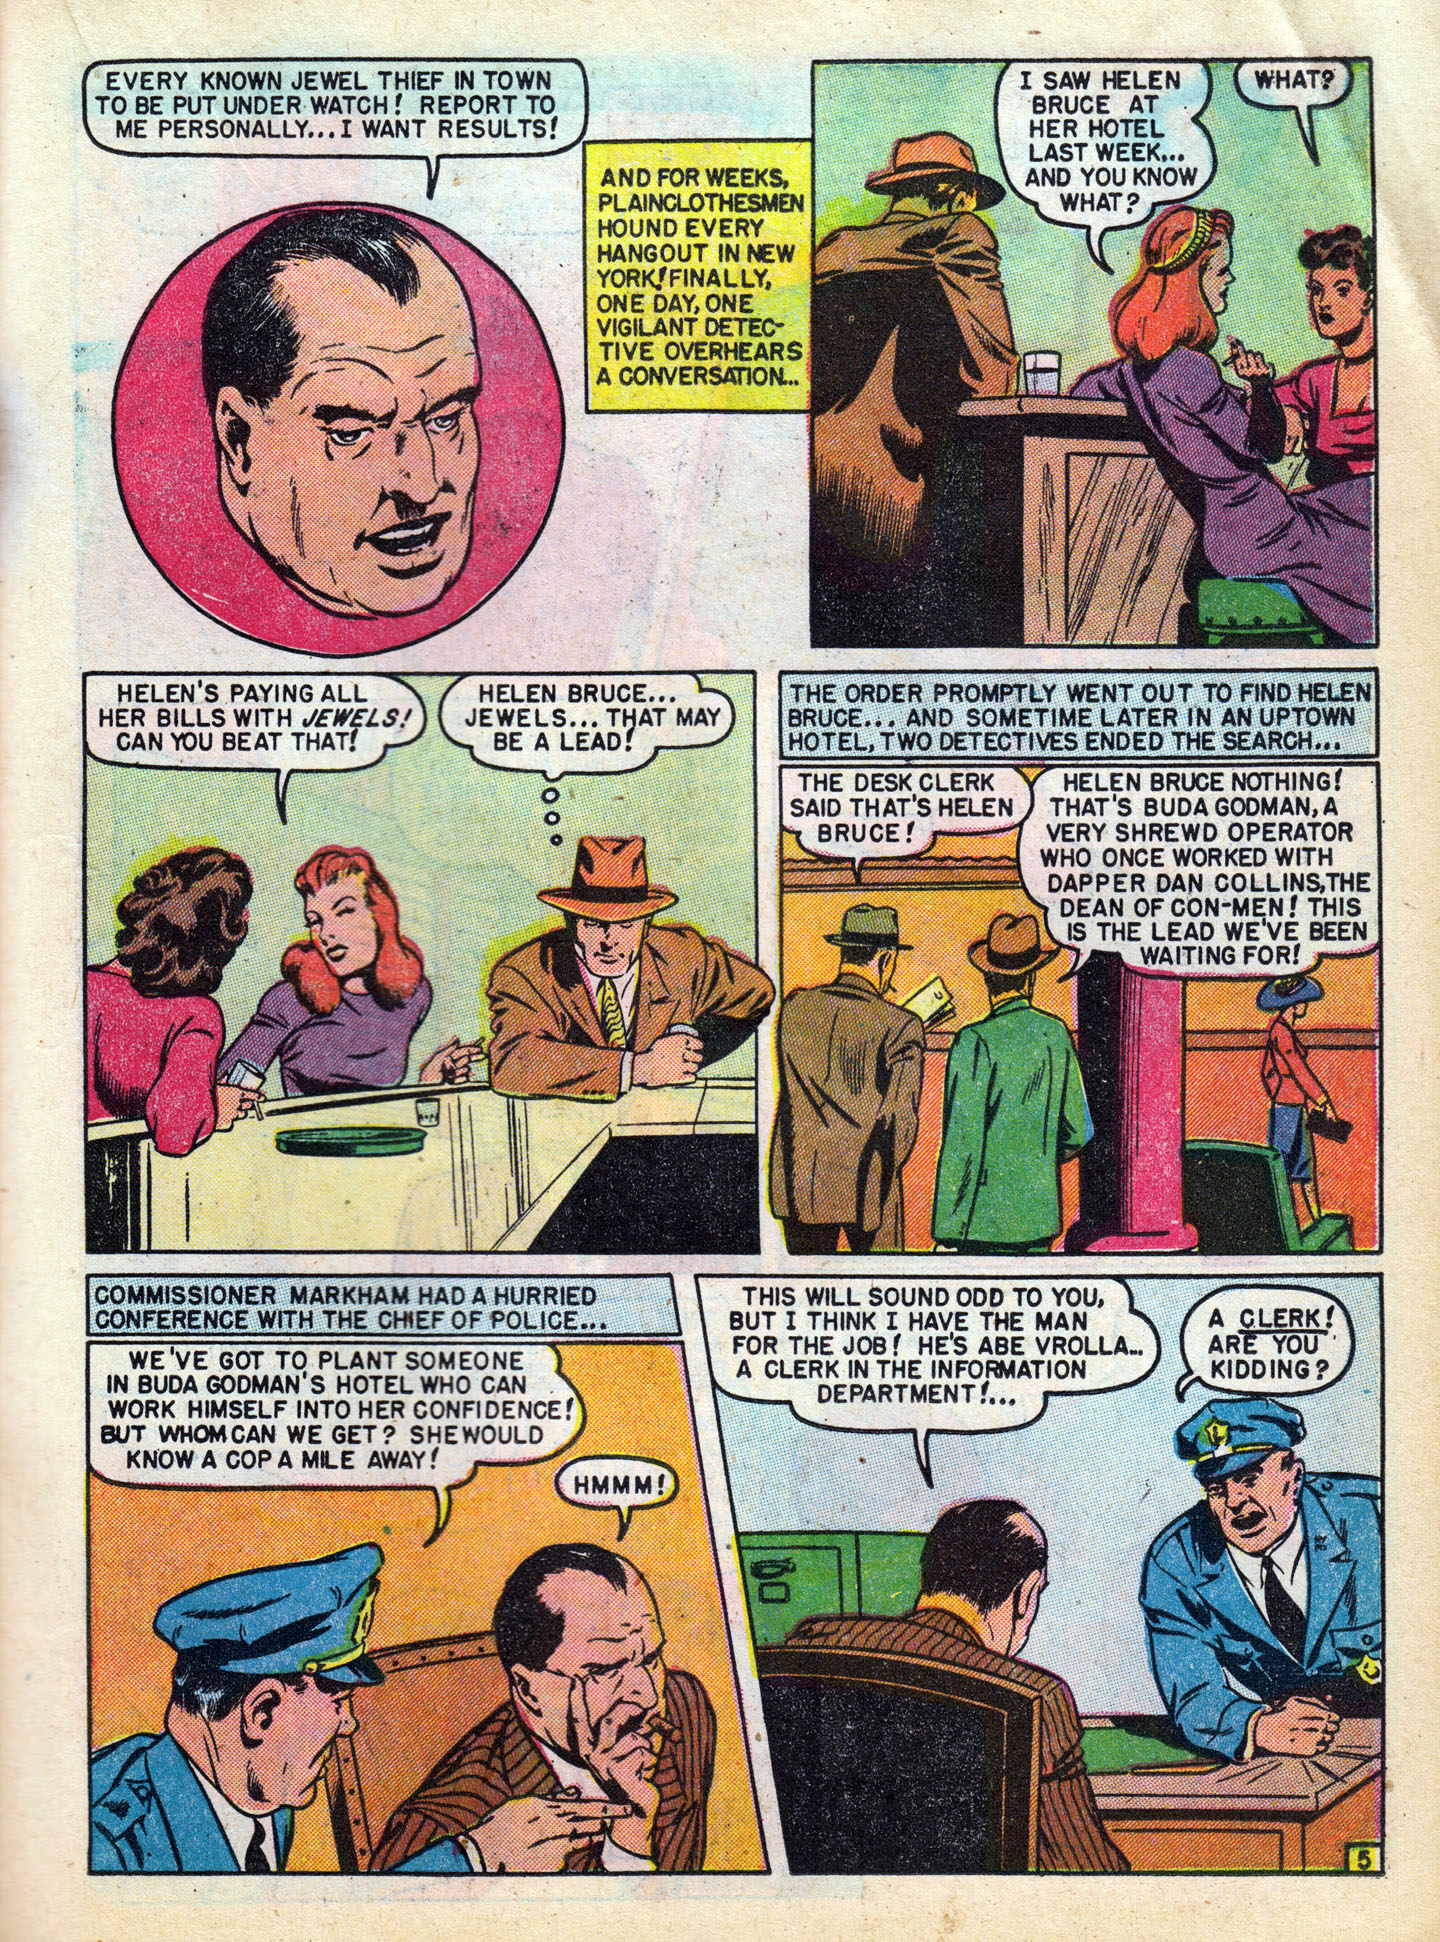 EVERY KNOWN JEWEL THIEF IN TOWN
TO BE PUT UNDER WATCH! REPORT TO
ME PERSONALLY... I WANT RESULTS!
AND FOR WEEKS,
PLAINCLOTHESMEN
HOUND EVERY
HANGOUT IN NEW
YORK! FINALLY,
ONE DAY, ONE
VIGILANT DETEC-
TIVE OVERHEARS
A CONVERSATION...
I SAW HELEN
BRUCE AT
HER HOTEL
LAST WEEK...
AND YOU KNOW
WHAT?
WHAT?
HELEN'S PAYING ALL
HER BILLS WITH JEWELS!
CAN YOU BEAT THAT!
HELEN BRUCE...
JEWELS... THAT MAY
BE A LEAD!
THE ORDER PROMPTLY WENT OUT TO FIND HELEN
BRUCE... AND SOMETIME LATER IN AN UPTOWN
HOTEL, TWO DETECTIVES ENDED THE SEARCH...
THE DESK CLERK
SAID THAT'S HELEN
BRUCE!
HELEN BRUCE NOTHING!
THAT'S BUDA GODMAN, A
VERY SHREWD OPERATOR
WHO ONCE WORKED WITH
DAPPER DAN COLLINS, THE
DEAN OF CON-MEN! THIS
IS THE LEAD WE'VE BEEN
WAITING FOR!
COMMISSIONER MARKHAM HAD A HURRIED
CONFERENCE WITH THE CHIEF OF POLICE...
WE'VE GOT TO PLANT SOMEONE
IN BUDA GODMAN'S HOTEL WHO CAN
WORK HIMSELF INTO HER CONFIDENCE!
BUT WHOM CAN WE GET? SHE WOULD
KNOW A COP A MILE AWAY!
HMMM!
THIS WILL SOUND ODD TO YOU,
BUT I THINK I HAVE THE MAN
FOR THE JOB! HE'S ABE VROLLA...
A CLERK IN THE INFORMATION
DEPARTMENT!...
A CLERK!
ARE YOU
KIDDING?
5